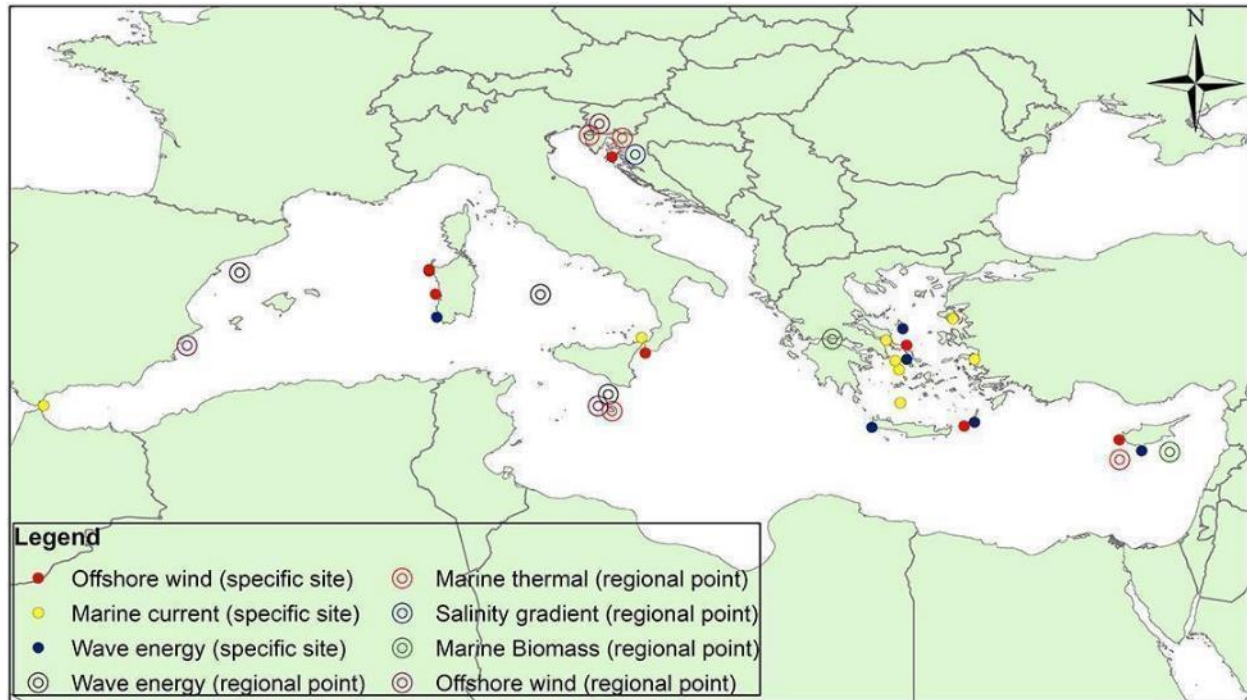 N
Legend
Offshore wind (specific site)
Marine current (specific site)
Wave energy (specific site)
Wave energy (regional point)
Marine thermal (regional point)
Salinity gradient (regional point)
Marine Biomass (regional point)
Offshore wind (regional point)